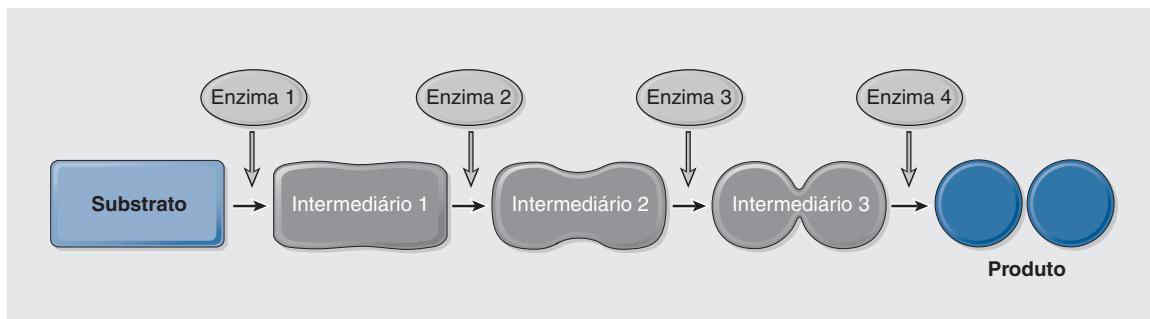 Enzima 1
Enzima 2
Enzima 3
Enzima 4
Substrato
Intermediário 1
Intermediário 2
Intermediário 3
Produto